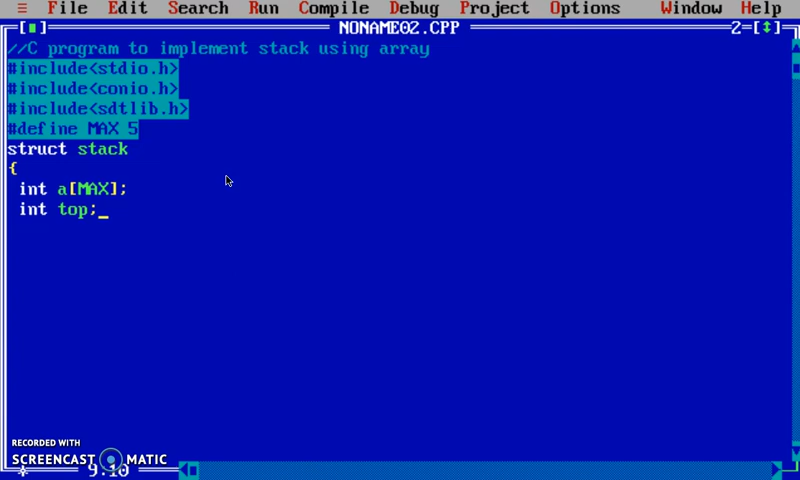 ≡ File Edit Search Run Compile Debug Project Options Window Help
[■] NONAME02.CPP 2=[↕]
//C program to implement stack using array
#include<stdio.h>
#include<conio.h>
#include<sdtlib.h>
#define MAX 5
struct stack
{
int a[MAX];
int top;_
RECORDED WITH
SCREENCAST MATIC
9:10